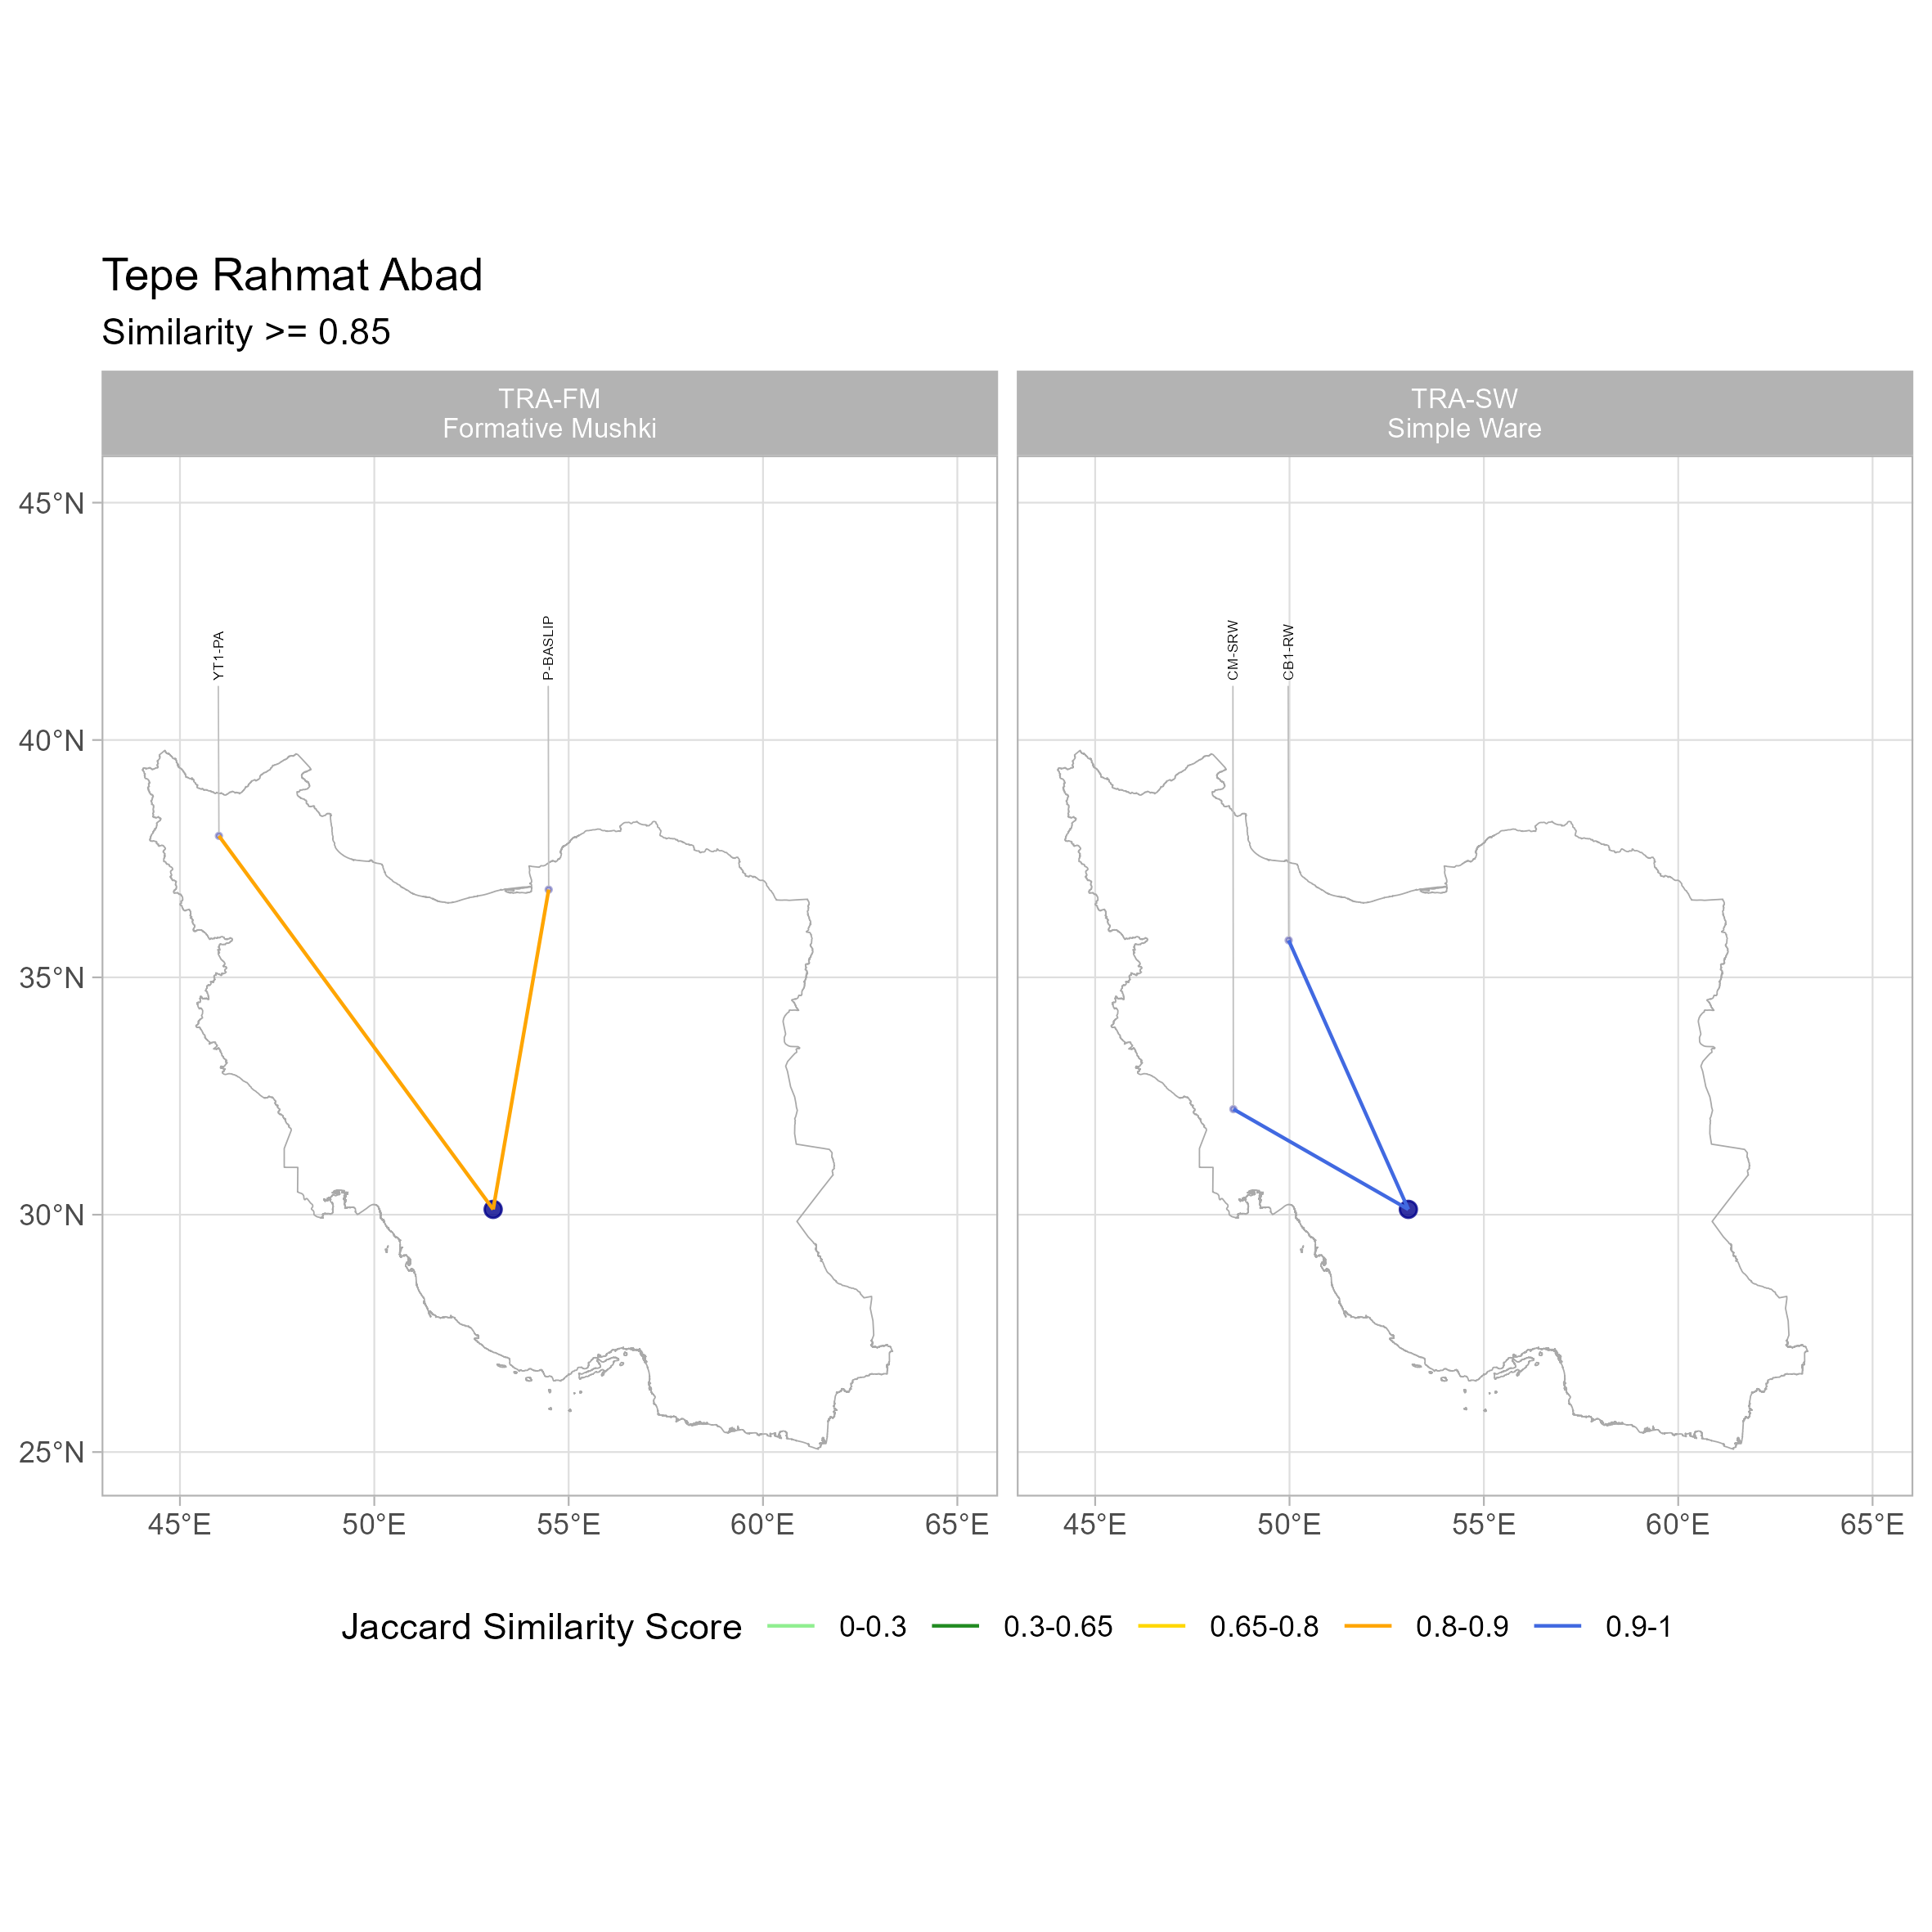 Tepe Rahmat Abad
Similarity >= 0.85
TRA-FM
Formative Mushki
TRA-SW
Simple Ware
YT1-PA
P-BASLIP
CM-SRW
CB1-RW
45°N
40°N
35°N
30°N
25°N
45°E 50°E 55°E 60°E 65°E
45°E 50°E 55°E 60°E 65°E
Jaccard Similarity Score 0-0.3 0.3-0.65 0.65-0.8 0.8-0.9 0.9-1